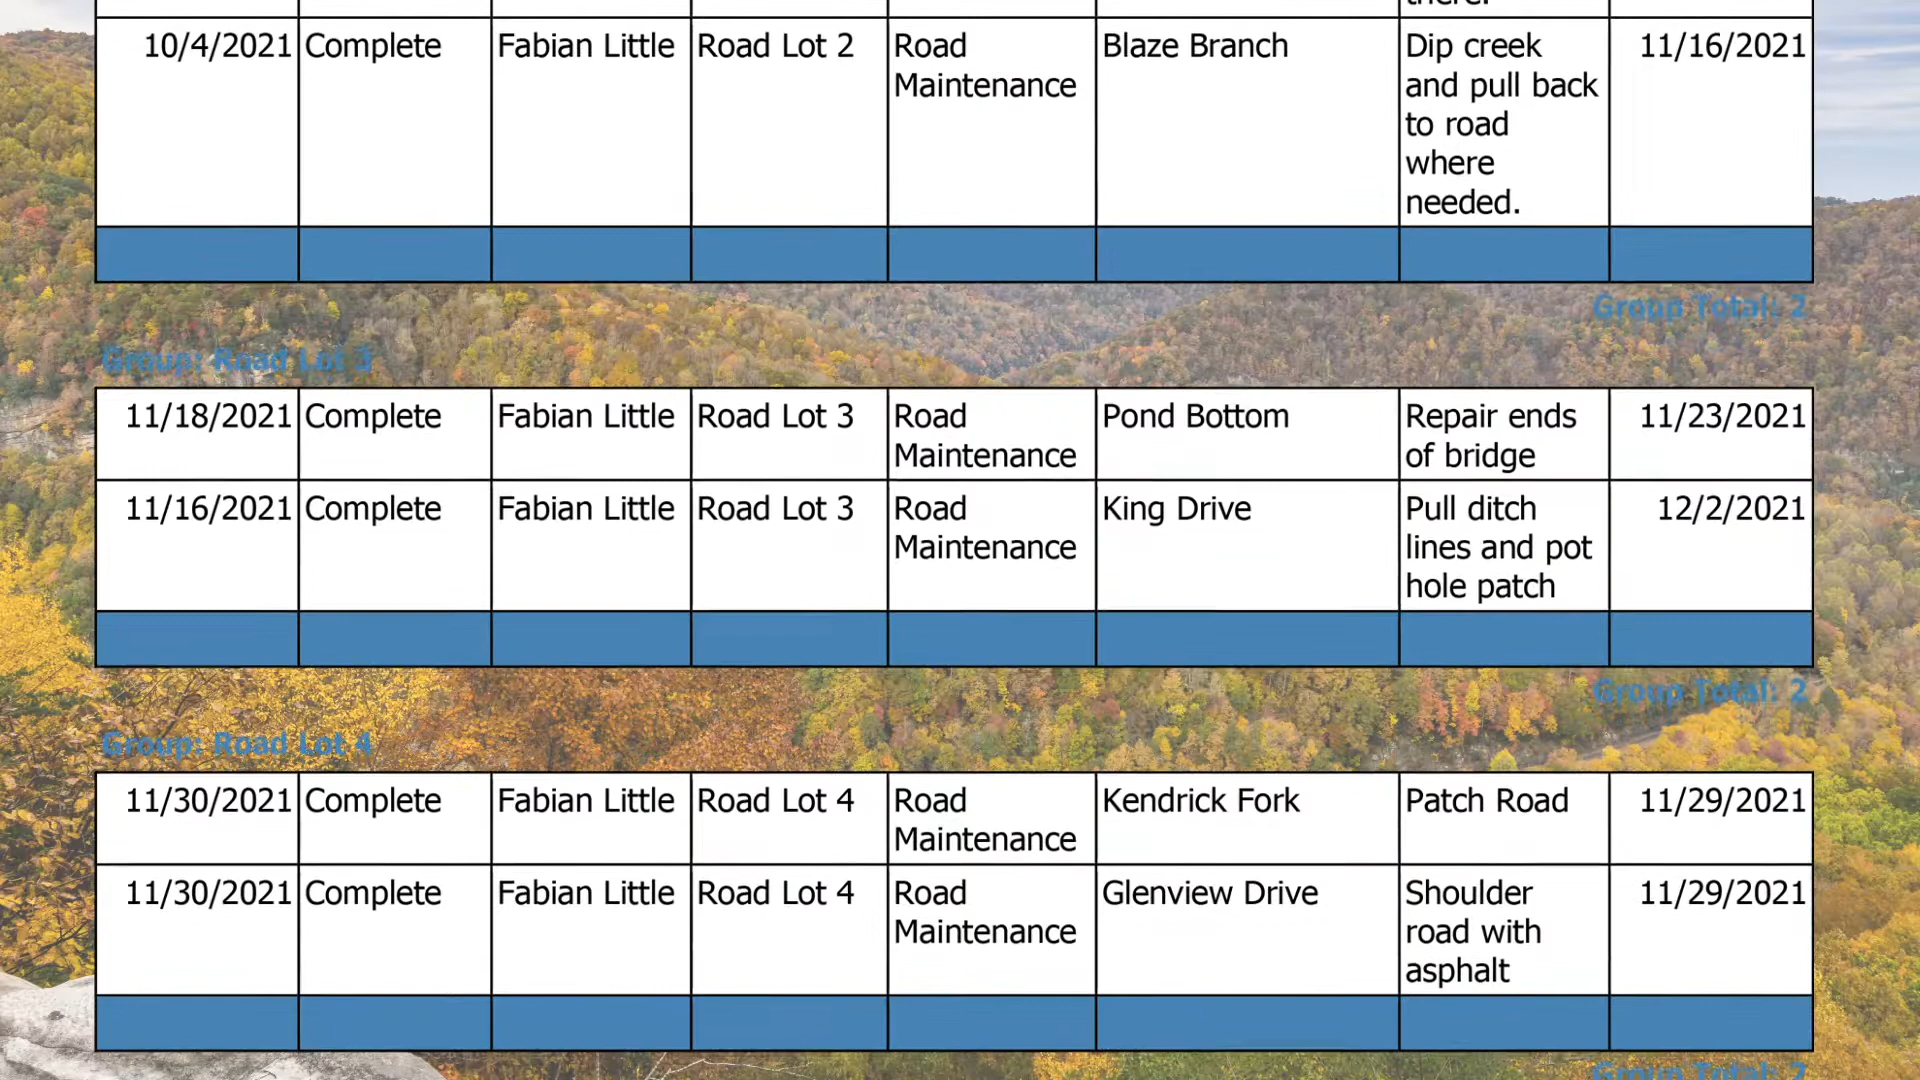 there.
10/4/2021 Complete Fabian Little Road Lot 2 Road Maintenance Blaze Branch Dip creek and pull back to road where needed. 11/16/2021
Group Total: 2
Group: Road Lot 3
11/18/2021 Complete Fabian Little Road Lot 3 Road Maintenance Pond Bottom Repair ends of bridge 11/23/2021
11/16/2021 Complete Fabian Little Road Lot 3 Road Maintenance King Drive Pull ditch lines and pot hole patch 12/2/2021
Group Total: 2
Group: Road Lot 4
11/30/2021 Complete Fabian Little Road Lot 4 Road Maintenance Kendrick Fork Patch Road 11/29/2021
11/30/2021 Complete Fabian Little Road Lot 4 Road Maintenance Glenview Drive Shoulder road with asphalt 11/29/2021
Group Total: 2